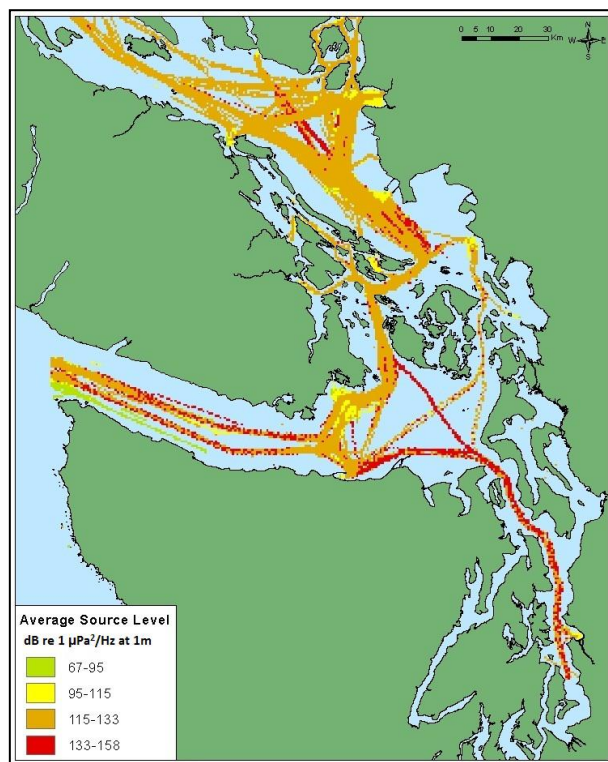 0 5 10 20 30
Km
N
W E
S
Average Source Level
dB re 1 µPa²/Hz at 1m
67-95
95-115
115-133
133-158